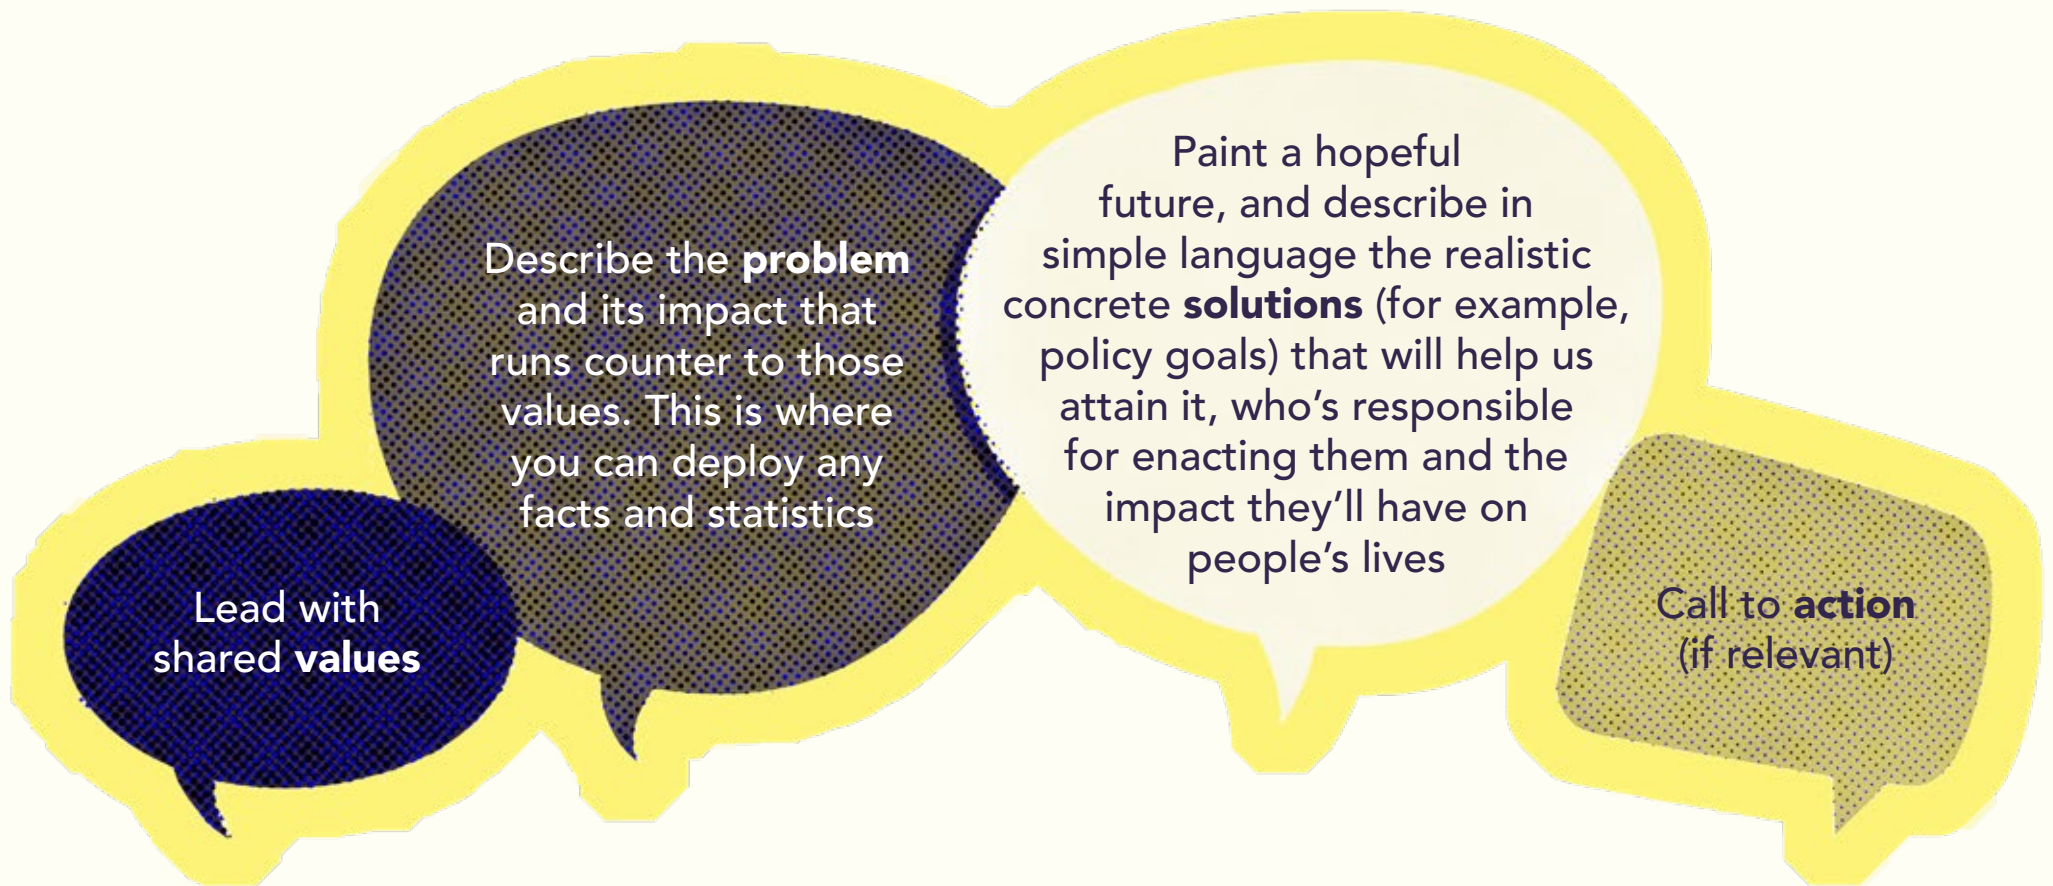 Lead with
shared values
Describe the problem
and its impact that
runs counter to those
values. This is where
you can deploy any
facts and statistics
Paint a hopeful
future, and describe in
simple language the realistic
concrete solutions (for example,
policy goals) that will help us
attain it, who’s responsible
for enacting them and the
impact they’ll have on
people’s lives
Call to action
(if relevant)